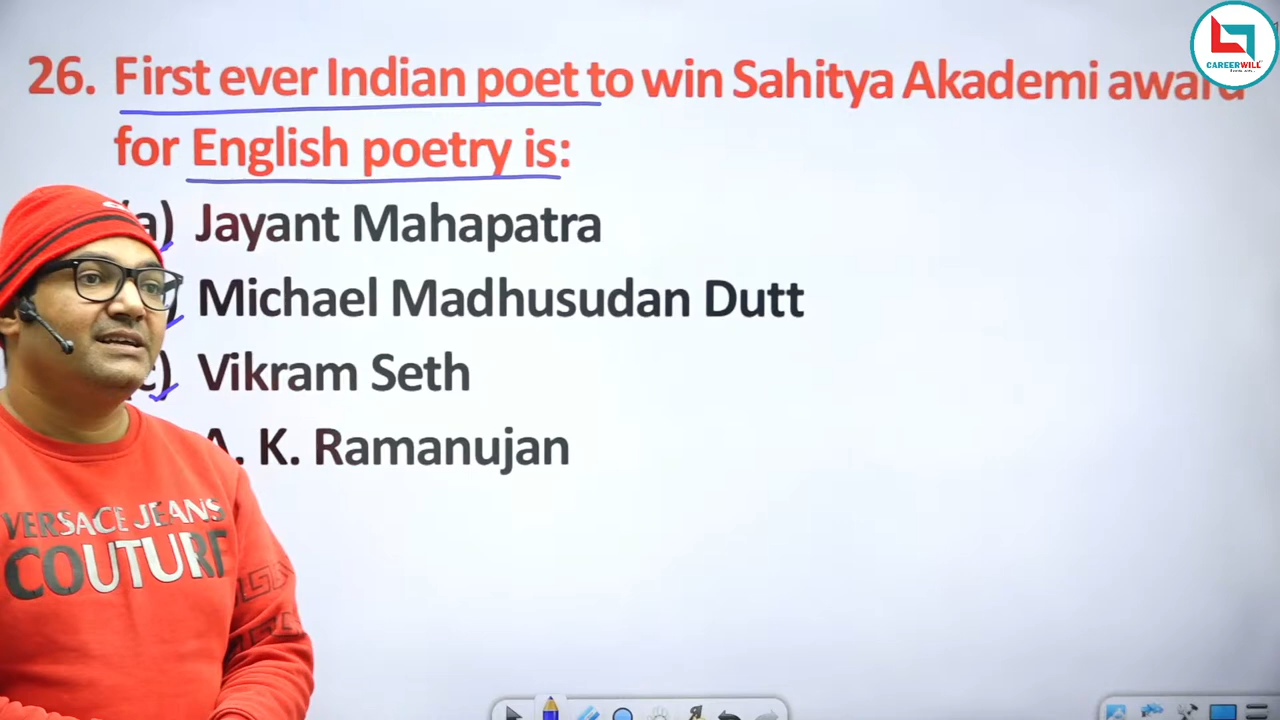 26. First ever Indian poet to win Sahitya Akademi award
for English poetry is:
a) Jayant Mahapatra
) Michael Madhusudan Dutt
c) Vikram Seth
A. K. Ramanujan
CAREERWILL
VERSACE JEANS
COUTURE